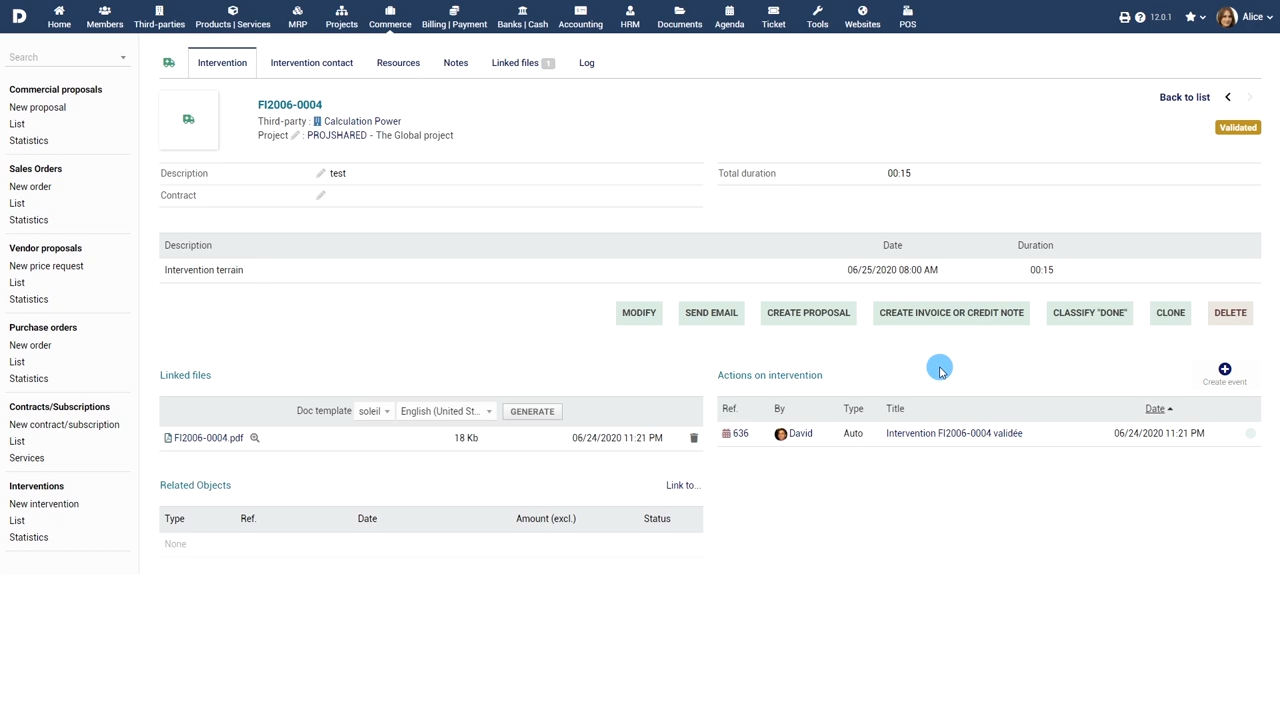 D Home Members Third-parties Products | Services MRP Projects Commerce Billing | Payment Banks | Cash Accounting HRM Documents Agenda Ticket Tools Websites POS 12.0.1 Alice
Search
Commercial proposals
New proposal
List
Statistics
Sales Orders
New order
List
Statistics
Vendor proposals
New price request
List
Statistics
Purchase orders
New order
List
Statistics
Contracts/Subscriptions
New contract/subscription
List
Services
Interventions
New intervention
List
Statistics
Intervention Intervention contact Resources Notes Linked files 1 Log
FI2006-0004
Third-party : Calculation Power
Project : PROJSHARED - The Global project
Back to list
Validated
Description test
Contract
Total duration 00:15
Description Date Duration
Intervention terrain 06/25/2020 08:00 AM 00:15
MODIFY SEND EMAIL CREATE PROPOSAL CREATE INVOICE OR CREDIT NOTE CLASSIFY "DONE" CLONE DELETE
Linked files
Doc template soleil English (United St... GENERATE
FI2006-0004.pdf 18 Kb 06/24/2020 11:21 PM
Related Objects Link to...
Type Ref. Date Amount (excl.) Status
None
Actions on intervention
Create event
Ref. By Type Title Date
636 David Auto Intervention FI2006-0004 validée 06/24/2020 11:21 PM